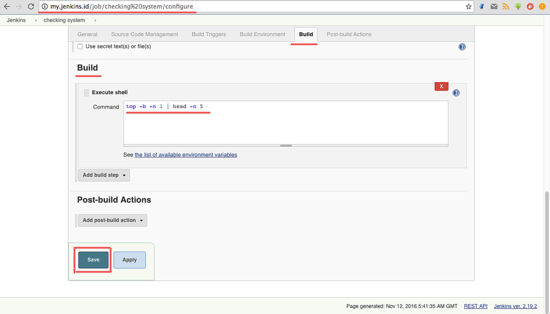 my.jenkins.id/job/checking%20system/configure
Jenkins › checking system ›
General Source Code Management Build Triggers Build Environment Build Post-build Actions
Use secret text(s) or file(s)
Build
Execute shell
X
Command
top -b -n 1 | head -n 5
See the list of available environment variables
Add build step
Post-build Actions
Add post-build action
Save Apply
Page generated: Nov 12, 2016 5:41:35 AM GMT REST API Jenkins ver. 2.19.2